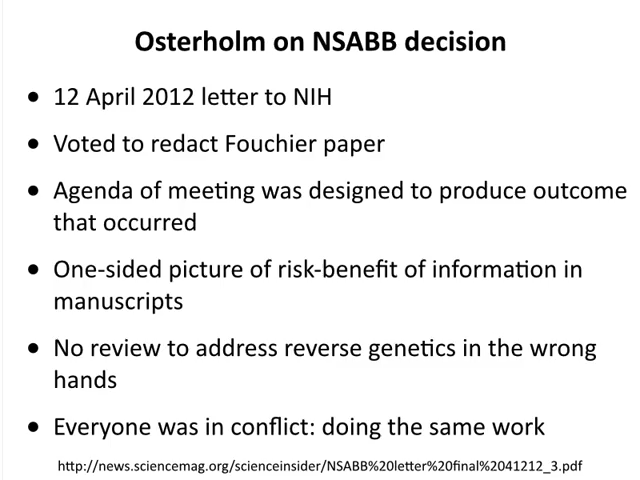 Osterholm on NSABB decision
• 12 April 2012 letter to NIH
• Voted to redact Fouchier paper
• Agenda of meeting was designed to produce outcome
that occurred
• One-sided picture of risk-benefit of information in
manuscripts
• No review to address reverse genetics in the wrong
hands
• Everyone was in conflict: doing the same work
http://news.sciencemag.org/scienceinsider/NSABB%20letter%20final%2041212_3.pdf